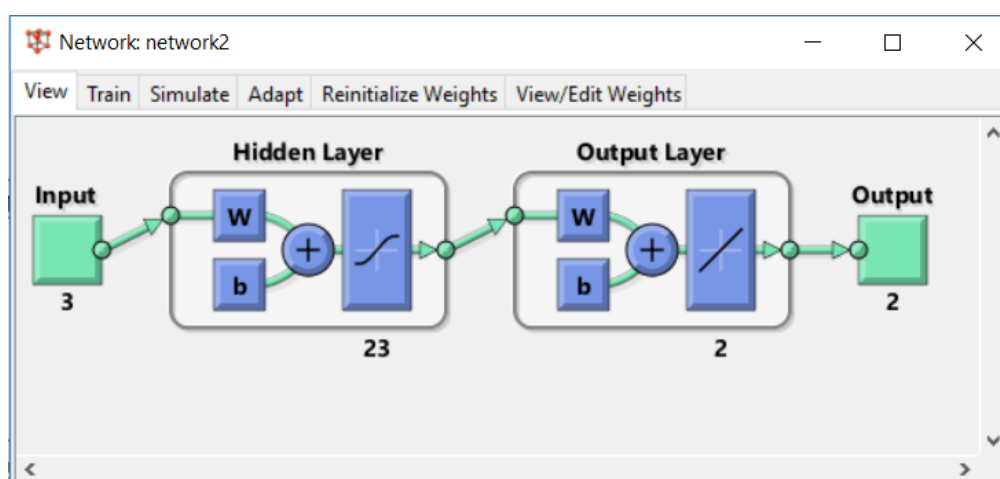 Network: network2
View Train Simulate Adapt Reinitialize Weights View/Edit Weights
Hidden Layer Output Layer
Input Output
W W
+ +
b b
3 2
23 2